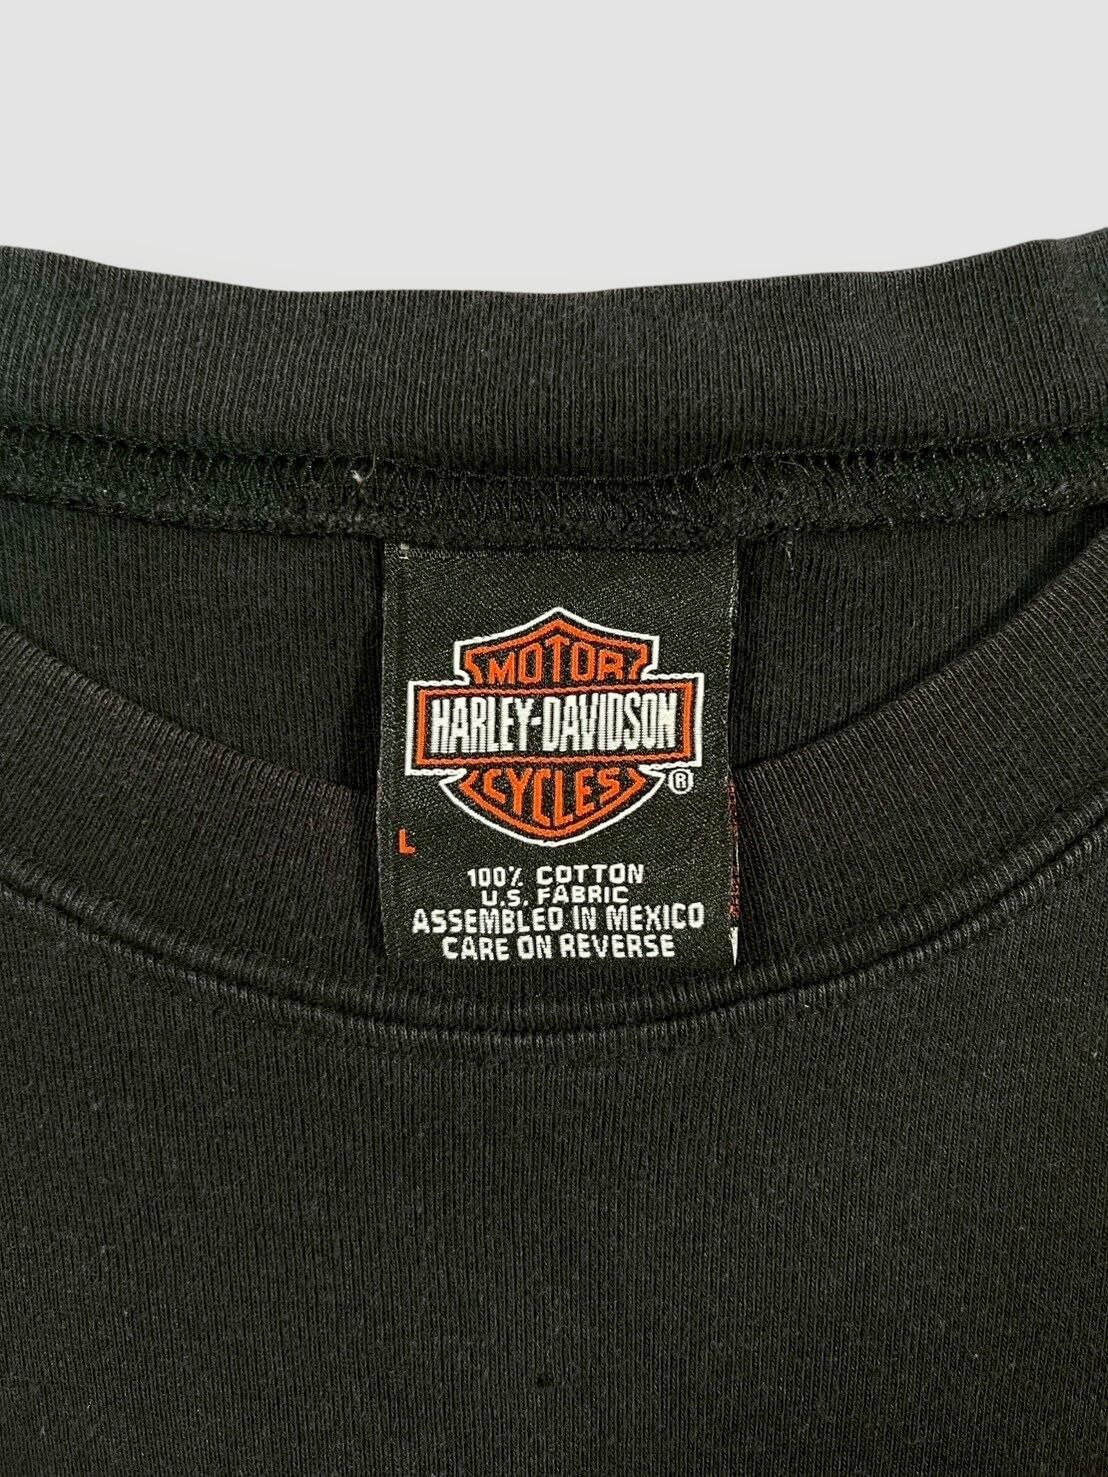 MOTOR
HARLEY-DAVIDSON
CYCLES
®
L
100% COTTON
U.S. FABRIC
ASSEMBLED IN MEXICO
CARE ON REVERSE